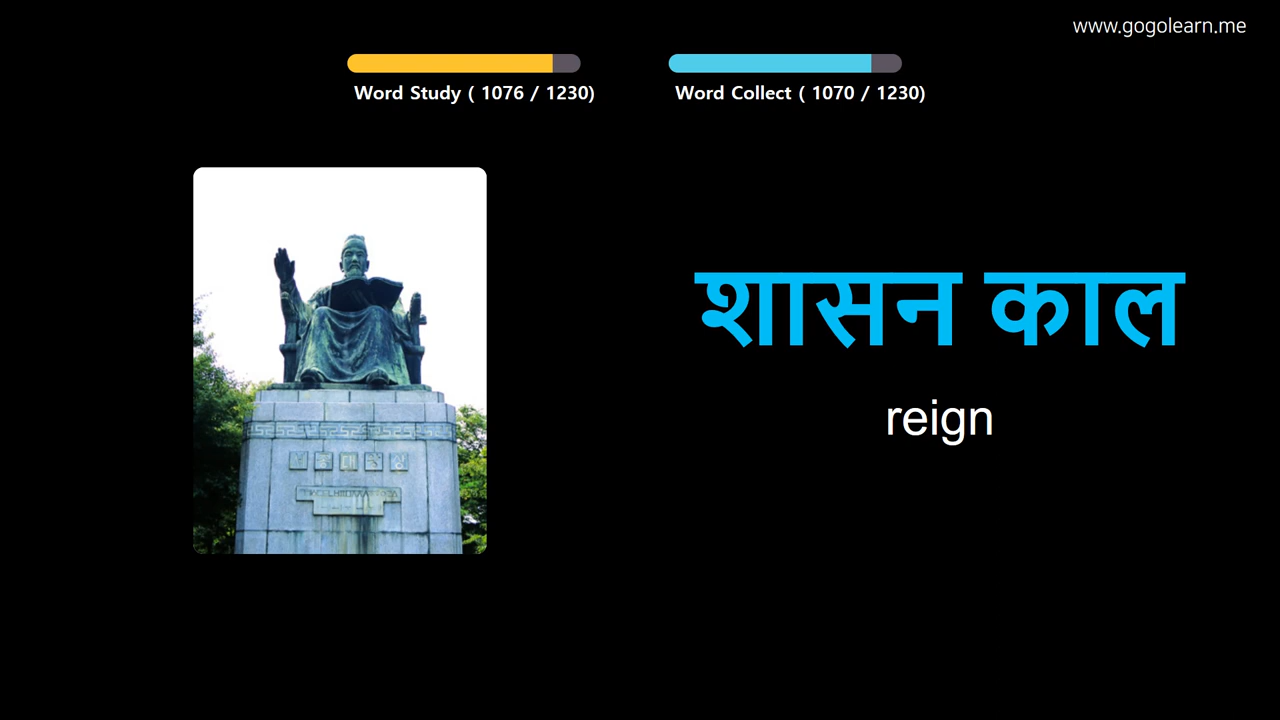 www.gogolearn.me
Word Study ( 1076 / 1230)
Word Collect ( 1070 / 1230)
शासन काल
reign